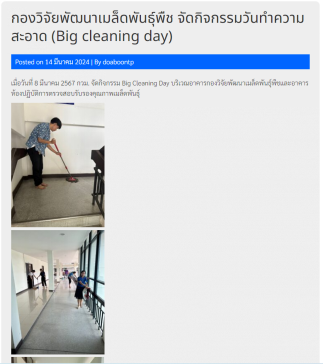 กองวิจัยพัฒนาเมล็ดพันธุ์พืช จัดกิจกรรมวันทำความ
สะอาด (Big cleaning day)
Posted on 14 มีนาคม 2024 | By doaboontp
เมื่อวันที่ 8 มีนาคม 2567 กวม. จัดกิจกรรม Big Cleaning Day บริเวณอาคารกองวิจัยพัฒนาเมล็ดพันธุ์พืชและอาคาร
ห้องปฏิบัติการตรวจสอบรับรองคุณภาพเมล็ดพันธุ์